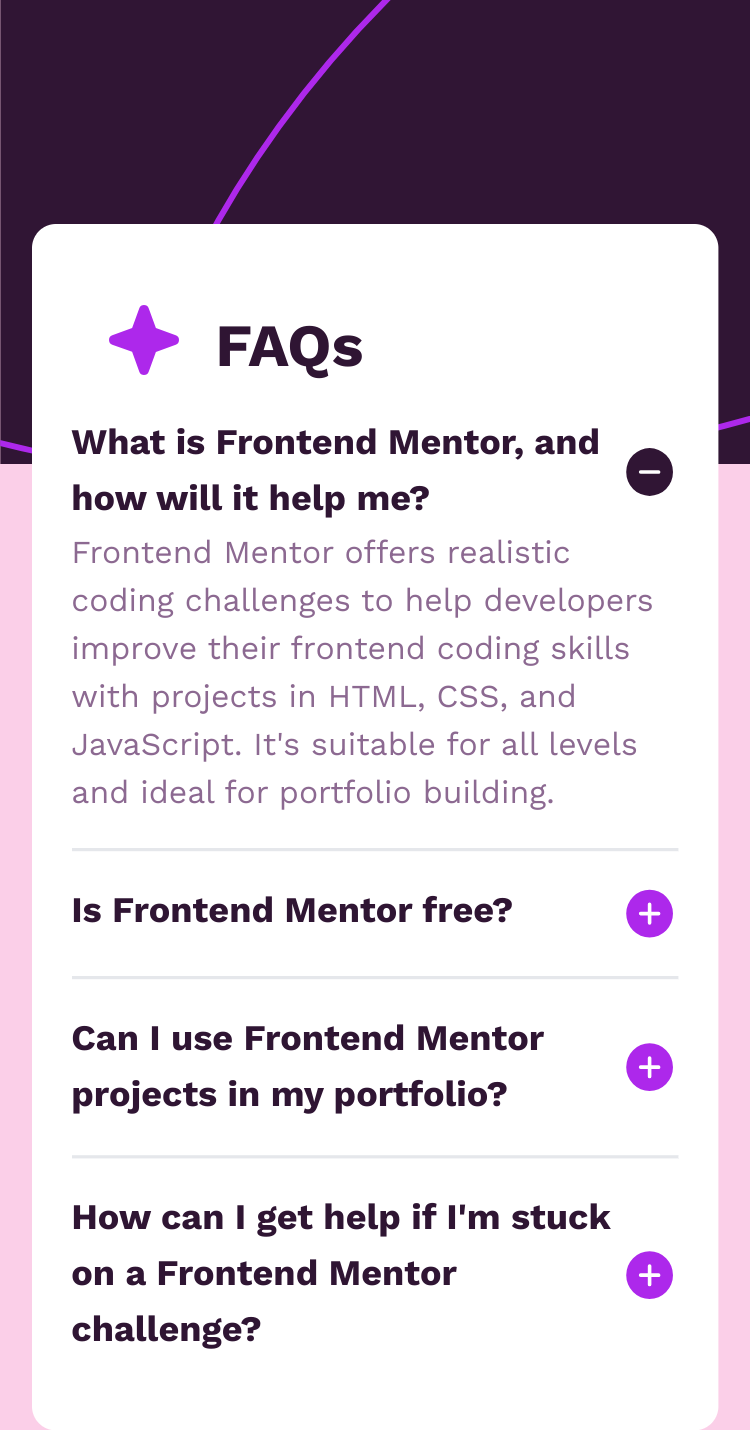 FAQs
What is Frontend Mentor, and
how will it help me?
Frontend Mentor offers realistic
coding challenges to help developers
improve their frontend coding skills
with projects in HTML, CSS, and
JavaScript. It's suitable for all levels
and ideal for portfolio building.
Is Frontend Mentor free?
Can I use Frontend Mentor
projects in my portfolio?
How can I get help if I'm stuck
on a Frontend Mentor
challenge?